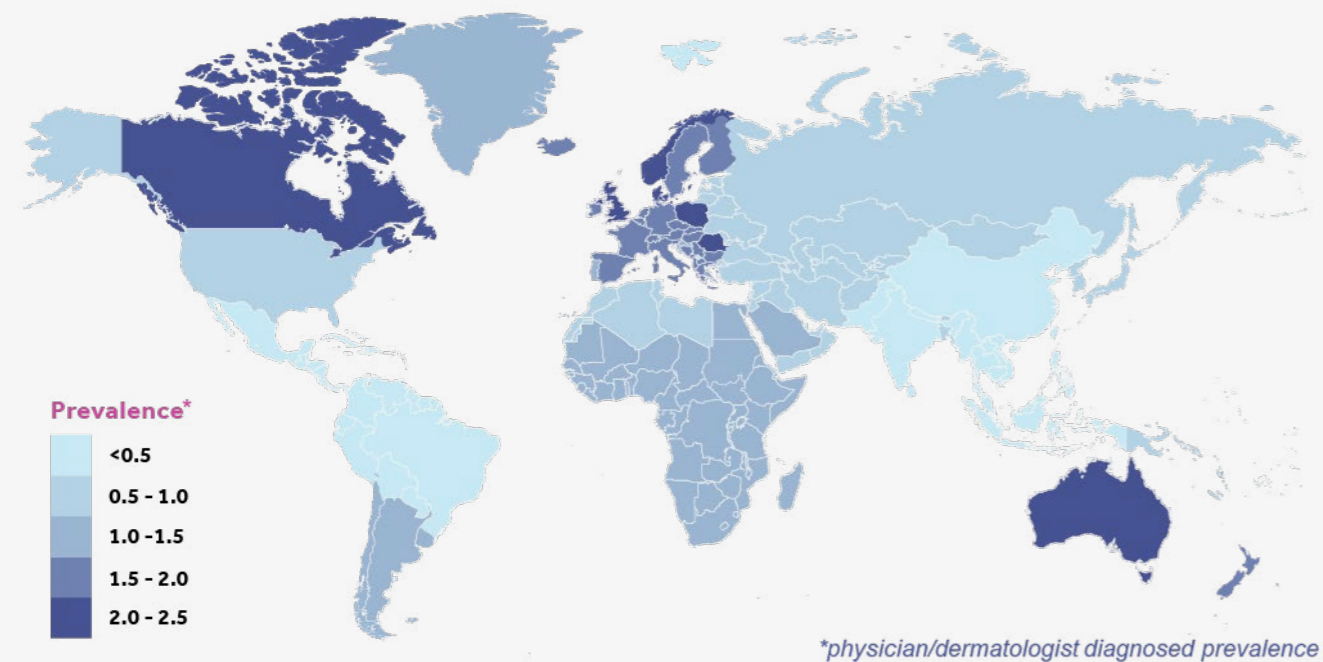 Prevalence*
<0.5
0.5 - 1.0
1.0 -1.5
1.5 - 2.0
2.0 - 2.5
*physician/dermatologist diagnosed prevalence